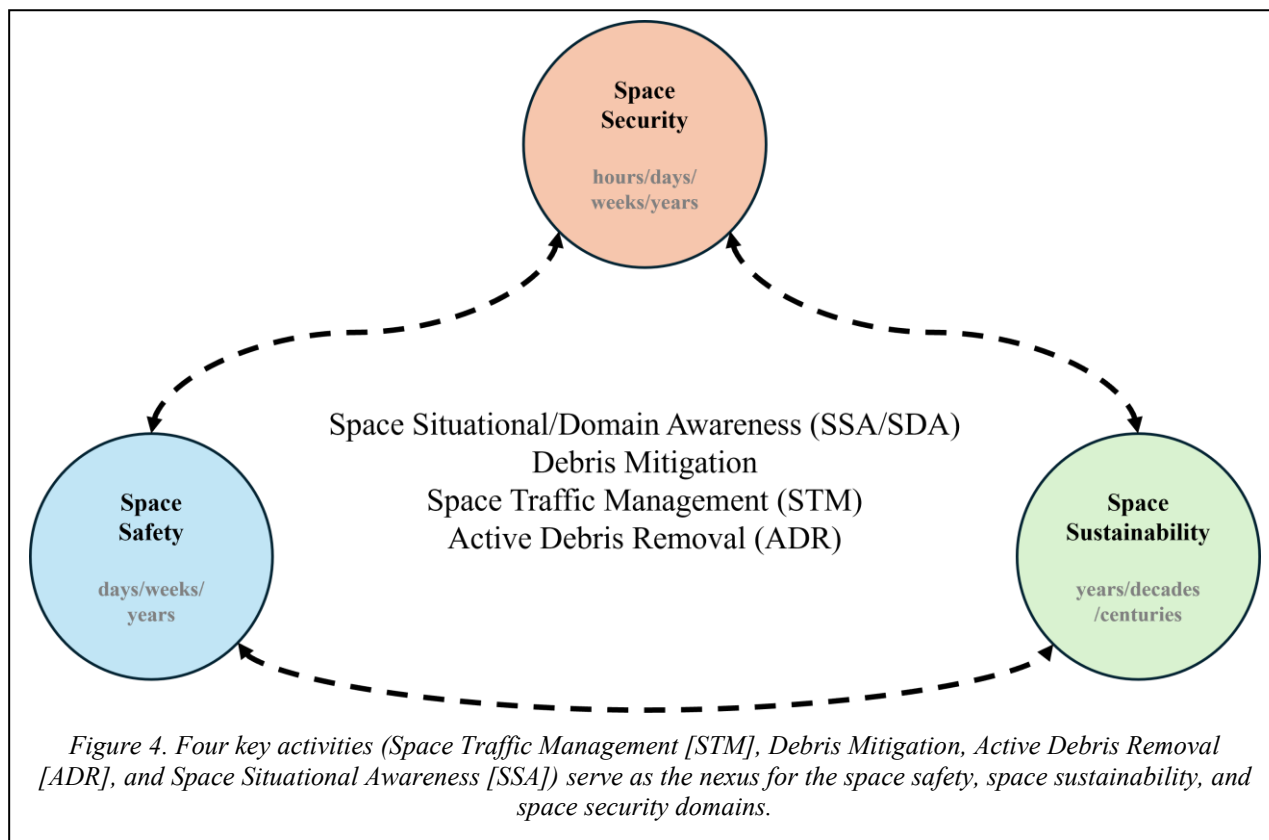 Space
Security
hours/days/
weeks/years
Space Situational/Domain Awareness (SSA/SDA)
Debris Mitigation
Space Traffic Management (STM)
Active Debris Removal (ADR)
Space
Safety
days/weeks/
years
Space
Sustainability
years/decades
/centuries
Figure 4. Four key activities (Space Traffic Management [STM], Debris Mitigation, Active Debris Removal
[ADR], and Space Situational Awareness [SSA]) serve as the nexus for the space safety, space sustainability, and
space security domains.